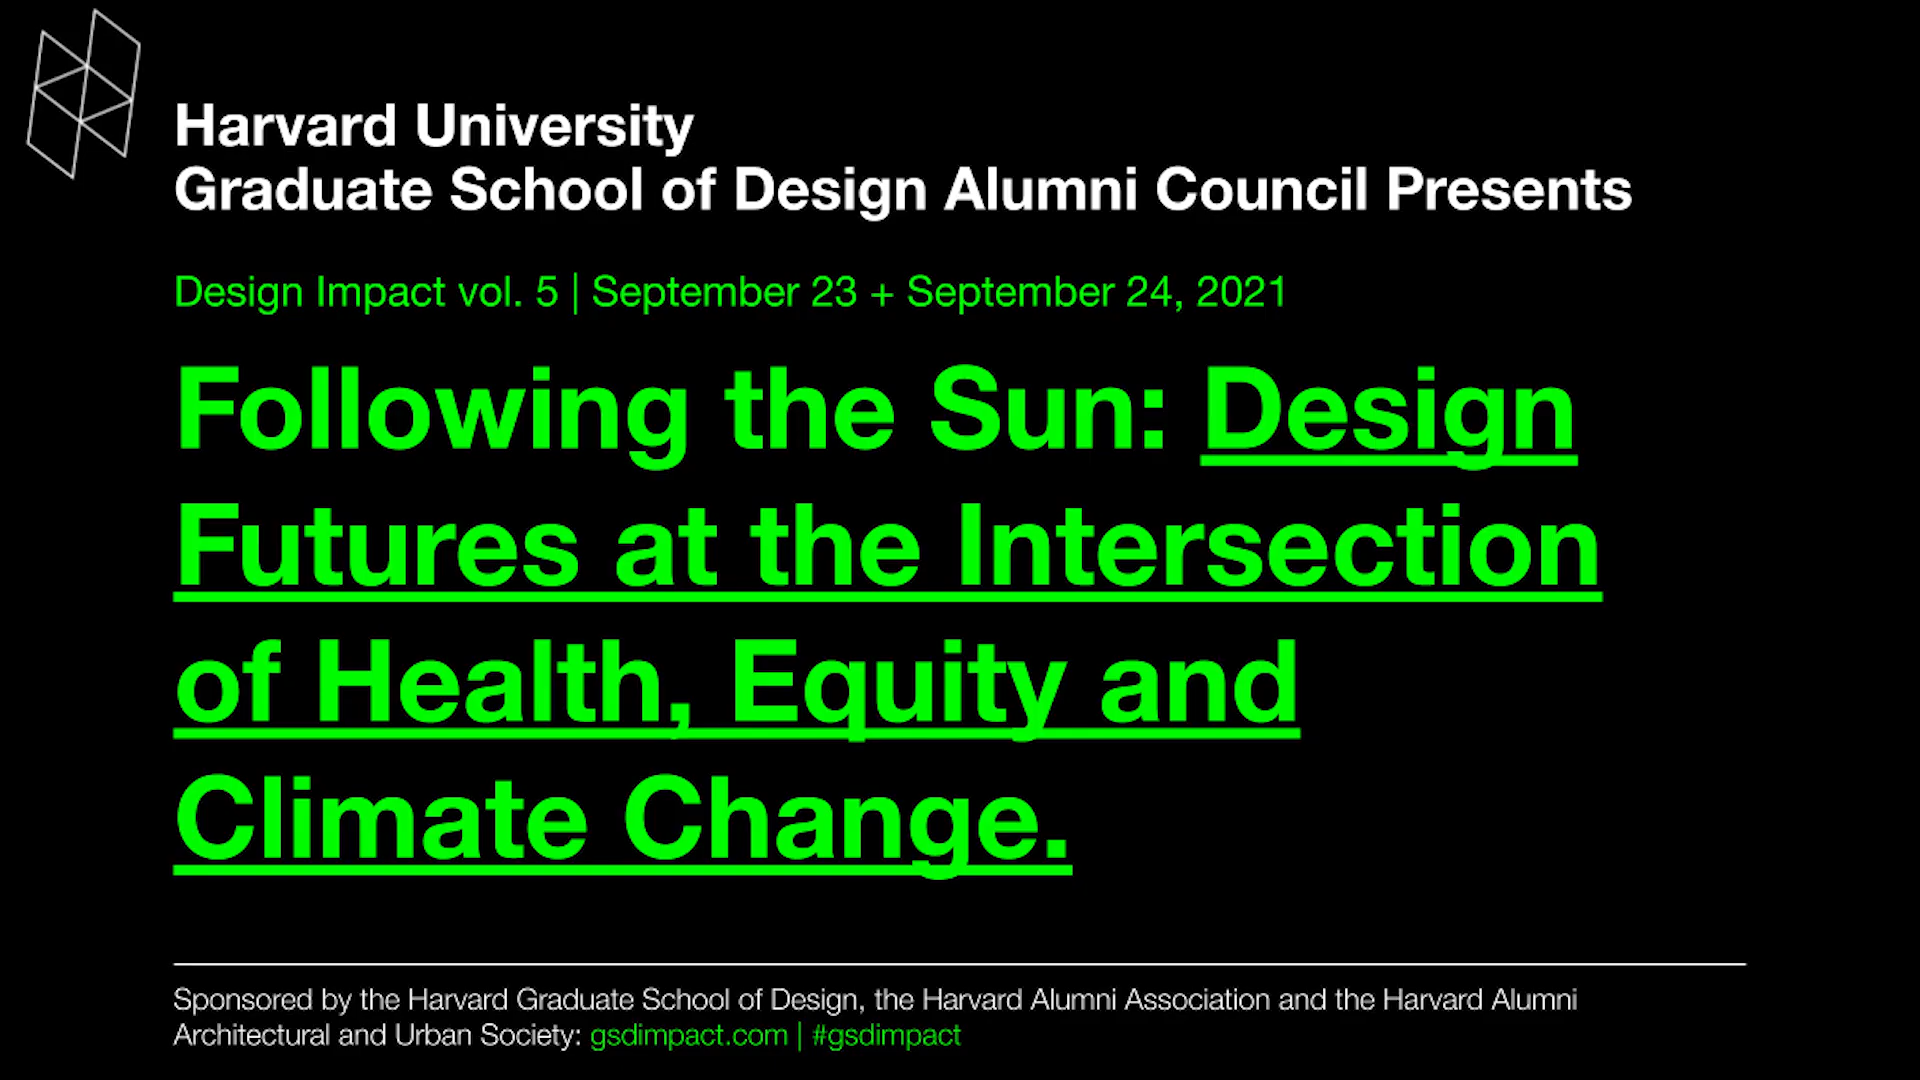 Harvard University
Graduate School of Design Alumni Council Presents
Design Impact vol. 5 | September 23 + September 24, 2021
Following the Sun: Design
Futures at the Intersection
of Health, Equity and
Climate Change.
Sponsored by the Harvard Graduate School of Design, the Harvard Alumni Association and the Harvard Alumni
Architectural and Urban Society: gsdimpact.com | #gsdimpact